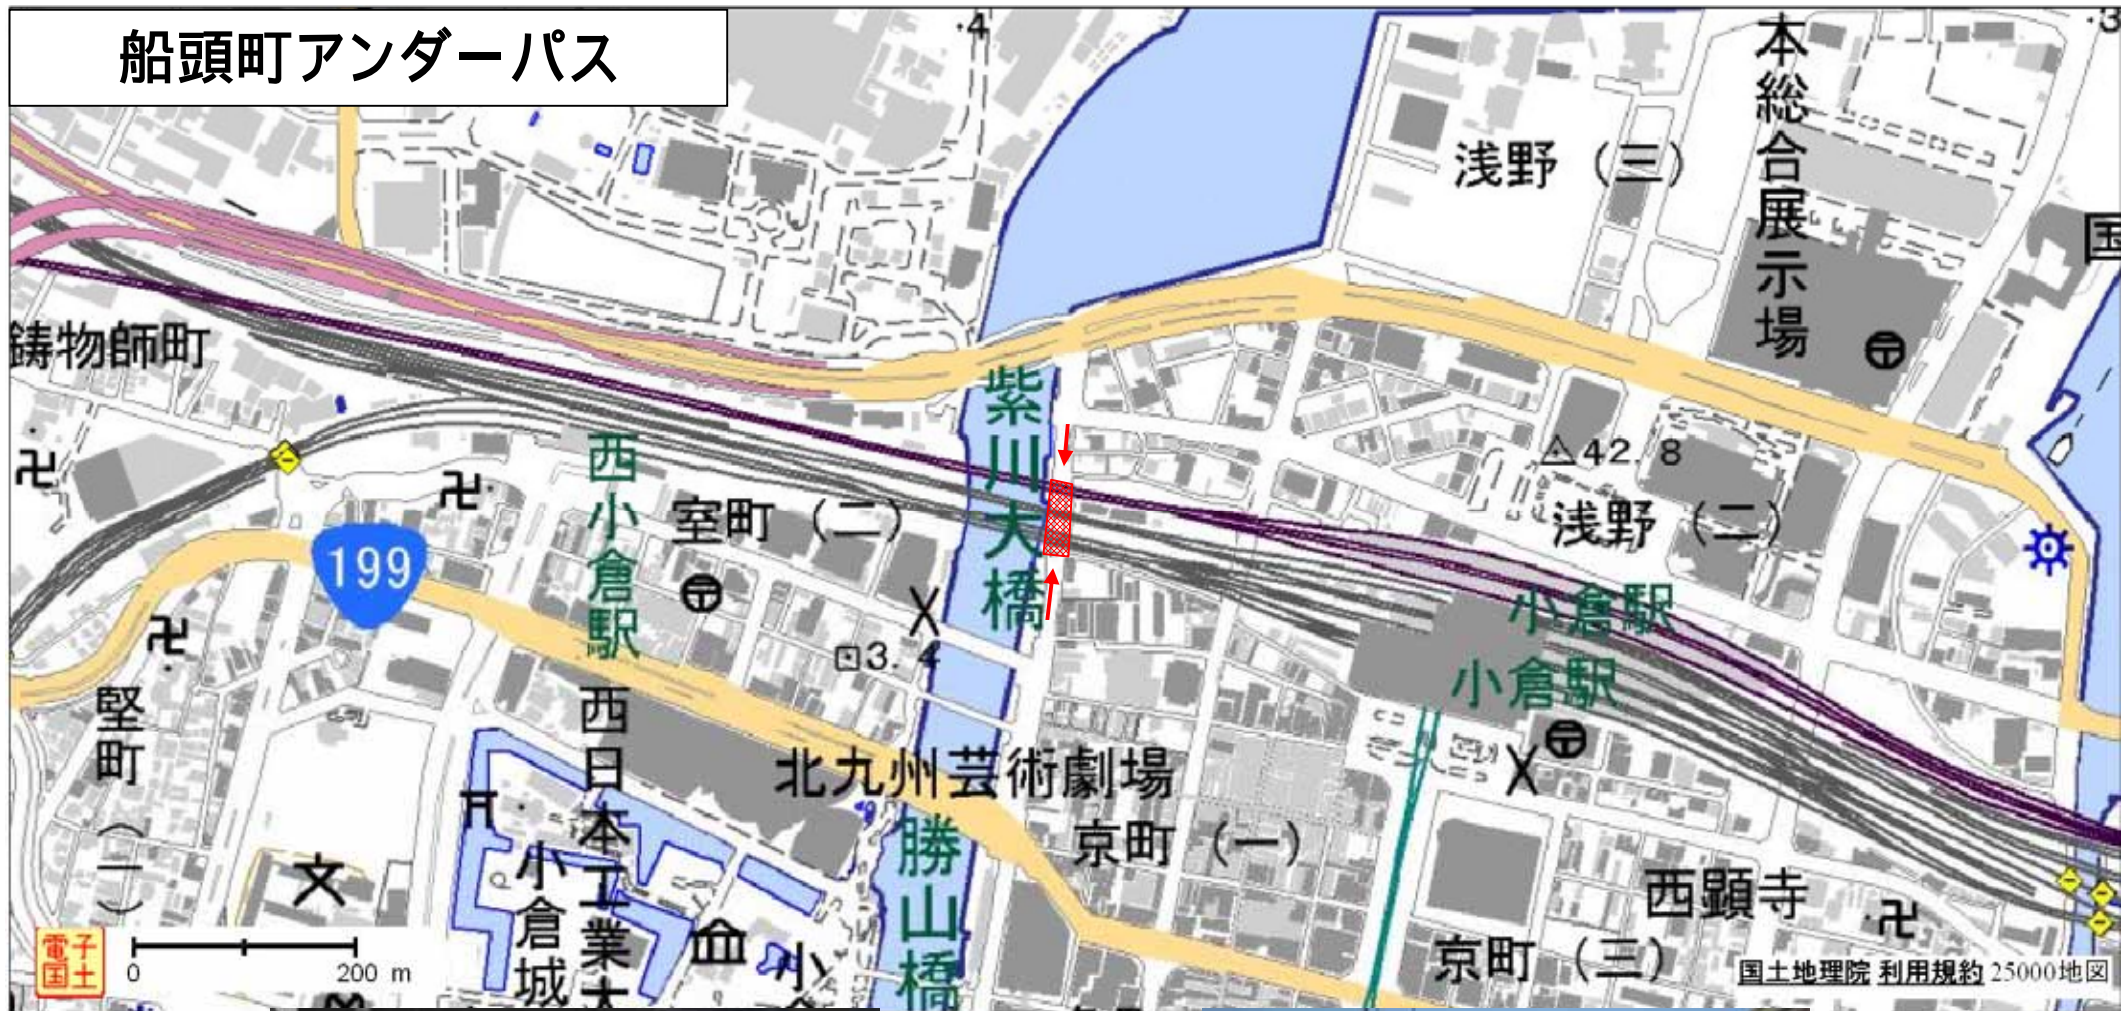 船頭町アンダーパス
·4
·3
浅野(三)
本総合展示場
国
鋳物師町
紫川大橋
42.8
西小倉駅
室町(二)
浅野(二)
199
小倉駅
小倉駅
3.4
堅町(一)
西日本工業大
北九州芸術劇場
小倉城
勝山橋
京町(一)
文
西顕寺
京町(三)
小
電子国土
0
200 m
国土地理院 利用規約 25000地図